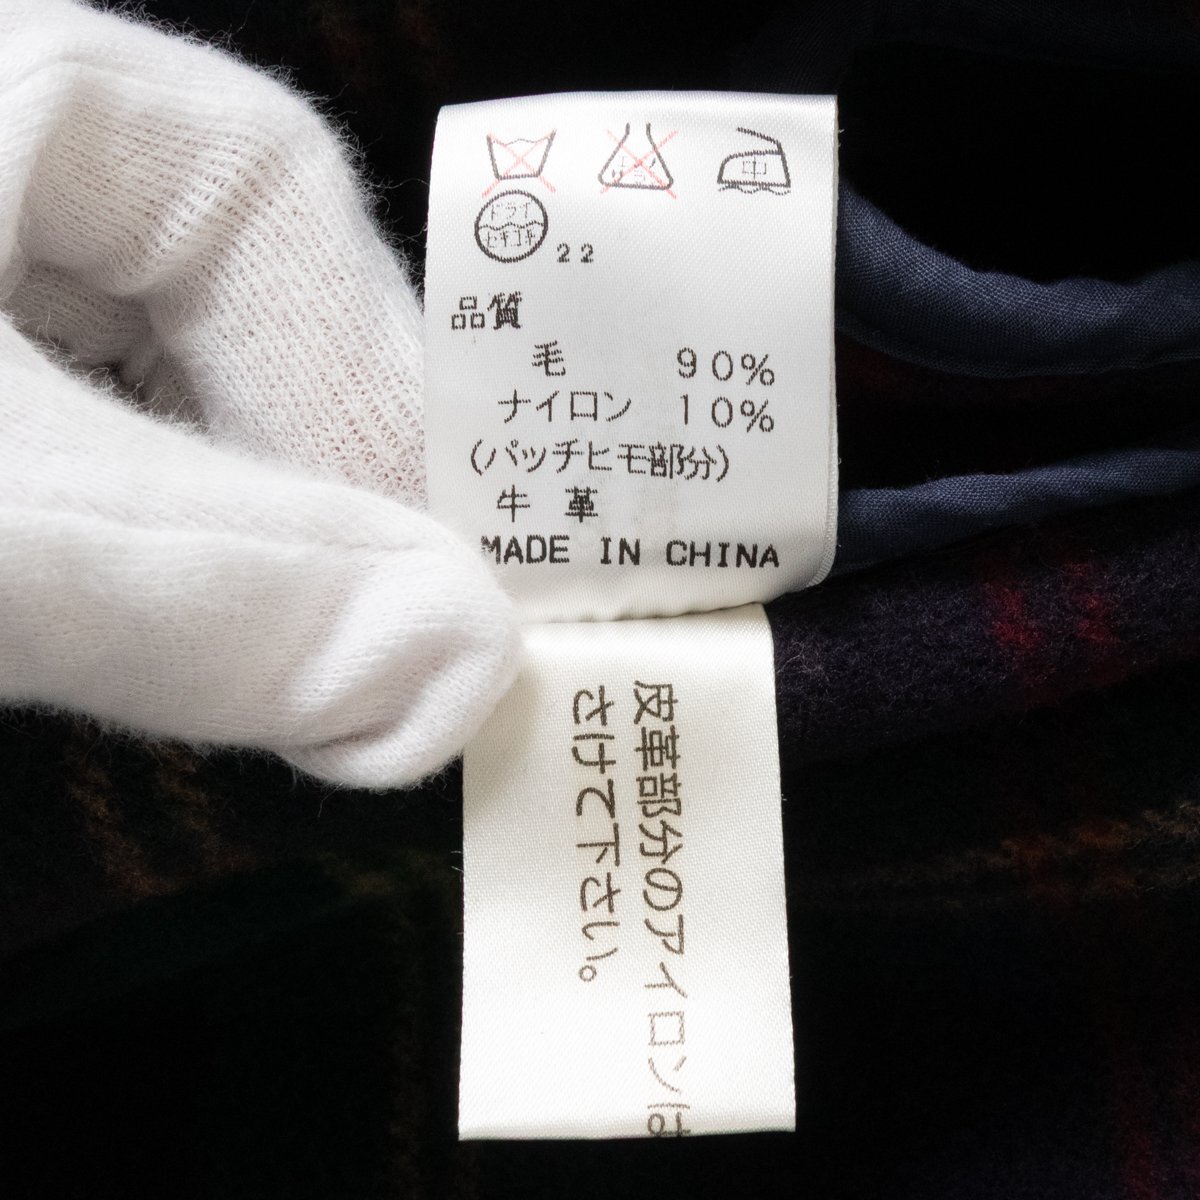 中
ドライ
セキユ系
22
品質
毛 90%
ナイロン 10%
(パッチヒモ部分)
牛 革
MADE IN CHINA
皮革部分のアイロンは
さけて下さい。